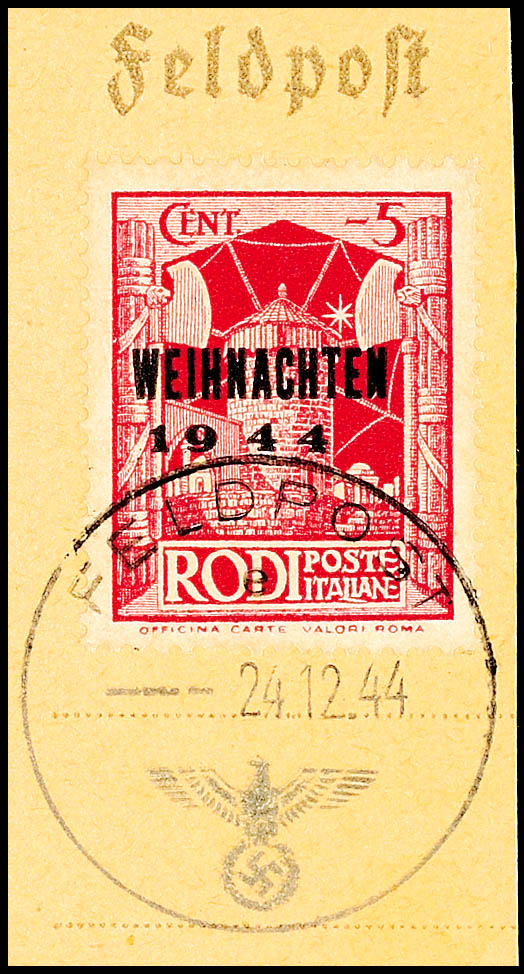 Feldpost
CENT. -5
WEIHNACHTEN
1944
FELDPOST
e
RODI POSTE ITALIANE
OFFICINA CARTE VALORI ROMA
24.12.44